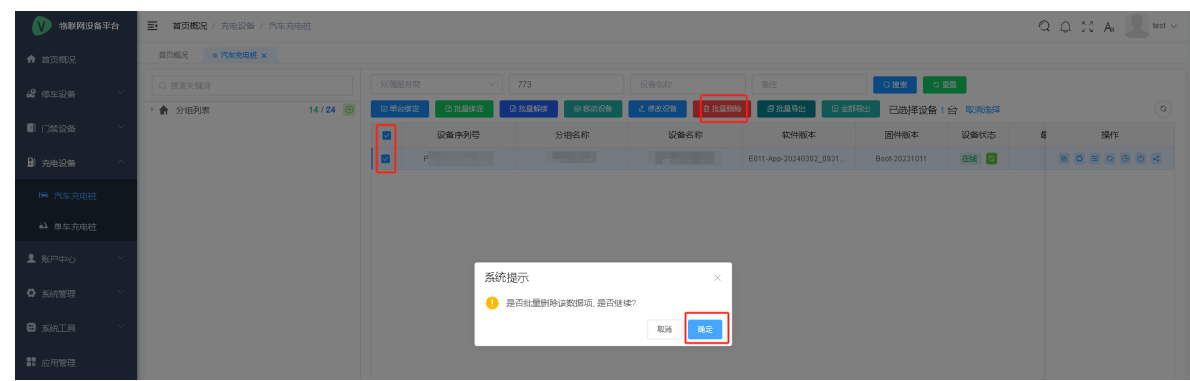 物联网设备平台
首页概况 / 充电设备 / 汽车充电桩
test
首页概况
汽车充电桩 ×
首页概况
停车设备
门禁设备
充电设备
汽车充电桩
单车充电桩
账户中心
系统管理
系统工具
应用管理
搜索关键词
分组列表 14 / 24
所属服务商 773 设备名称 备注 搜索 重置
单台绑定 批量绑定 批量解绑 移动设备 修改设备 批量删除 批量导出 全部导出 已选择设备 1 台 取消选择
设备序列号 分组名称 设备名称 软件版本 固件版本 设备状态 操作
P E011-App-20240302_0931... Boot-20231011 在线
系统提示 ×
是否批量删除该数据项, 是否继续?
取消 确定